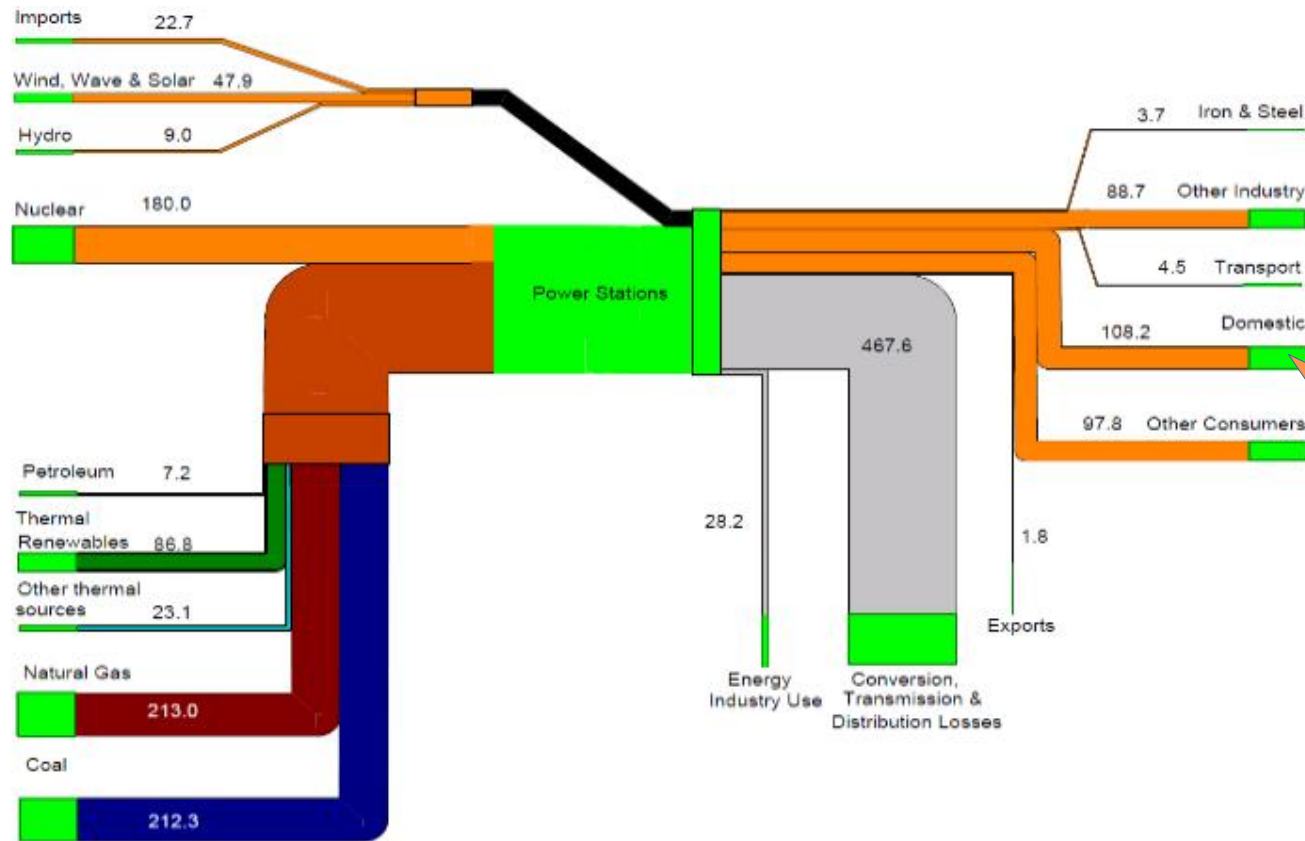 Imports
22.7
Wind, Wave & Solar 47.9
Hydro 9.0
Nuclear
180.0
Power Stations
Petroleum 7.2
Thermal
Renewables 86.8
Other thermal
sources 23.1
Natural Gas
213.0
Coal
212.3
3.7 Iron & Steel
88.7 Other Industry
4.5 Transport
Domestic
108.2
97.8 Other Consumers
467.6
28.2
1.8
Exports
Energy
Industry Use
Conversion,
Transmission &
Distribution Losses